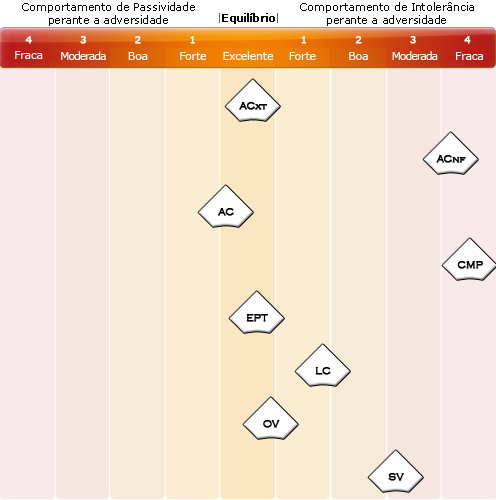 Comportamento de Passividade
perante a adversidade
|Equilíbrio|
Comportamento de Intolerância
perante a adversidade
4 3 2 1 1 2 3 4
Fraca Moderada Boa Forte Excelente Forte Boa Moderada Fraca
ACXT
ACNF
AC
CMP
EPT
LC
OV
SV